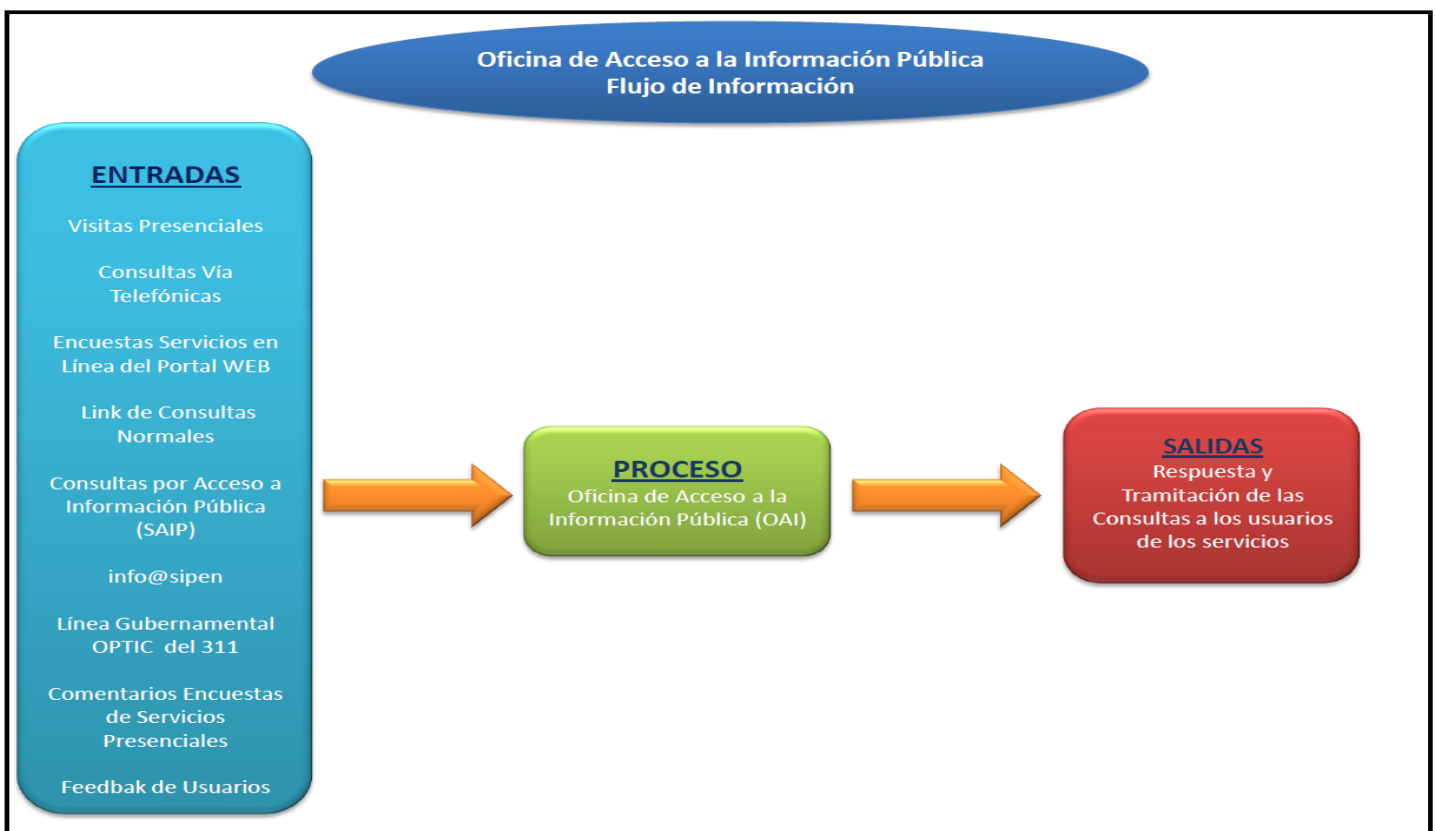 Oficina de Acceso a la Información Pública
Flujo de Información
ENTRADAS
Visitas Presenciales
Consultas Vía
Telefónicas
Encuestas Servicios en
Línea del Portal WEB
Link de Consultas
Normales
Consultas por Acceso a
Información Pública
(SAIP)
info@sipen
Línea Gubernamental
OPTIC del 311
Comentarios Encuestas
de Servicios
Presenciales
Feedbak de Usuarios
PROCESO
Oficina de Acceso a la
Información Pública (OAI)
SALIDAS
Respuesta y
Tramitación de las
Consultas a los usuarios
de los servicios